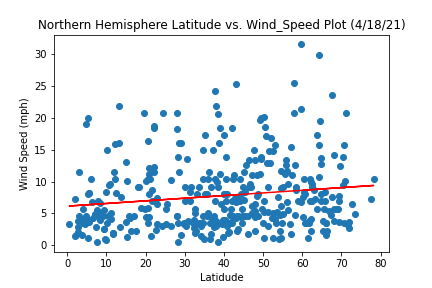 Northern Hemisphere Latitude vs. Wind_Speed Plot (4/18/21)
30
25
20
15
10
5
0
Wind Speed (mph)
0 10 20 30 40 50 60 70 80
Latidude